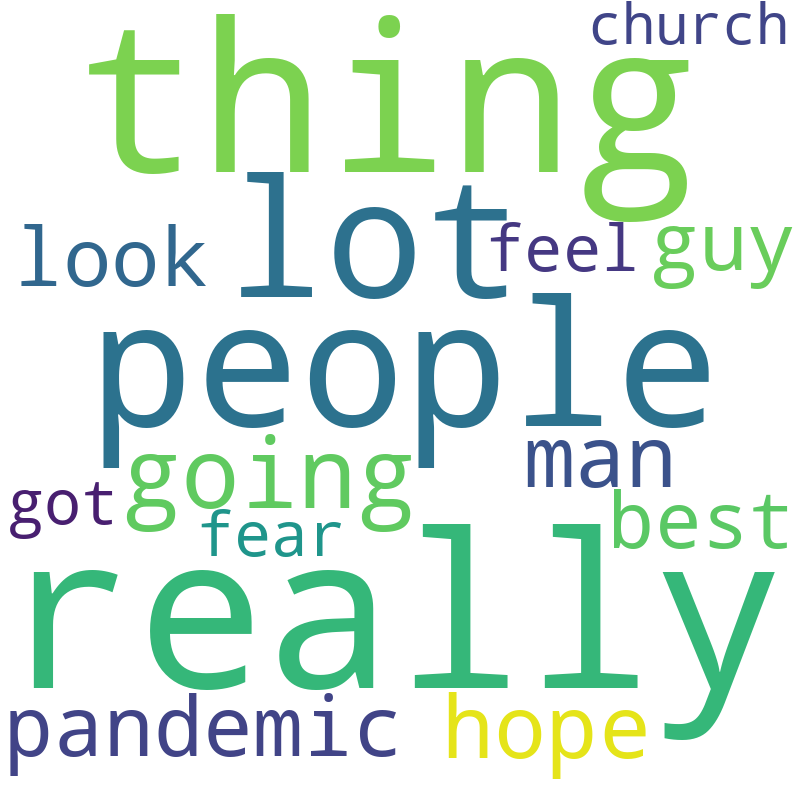 church
thing
lot
look
feel
guy
people
going
man
got
best
fear
really
pandemic
hope